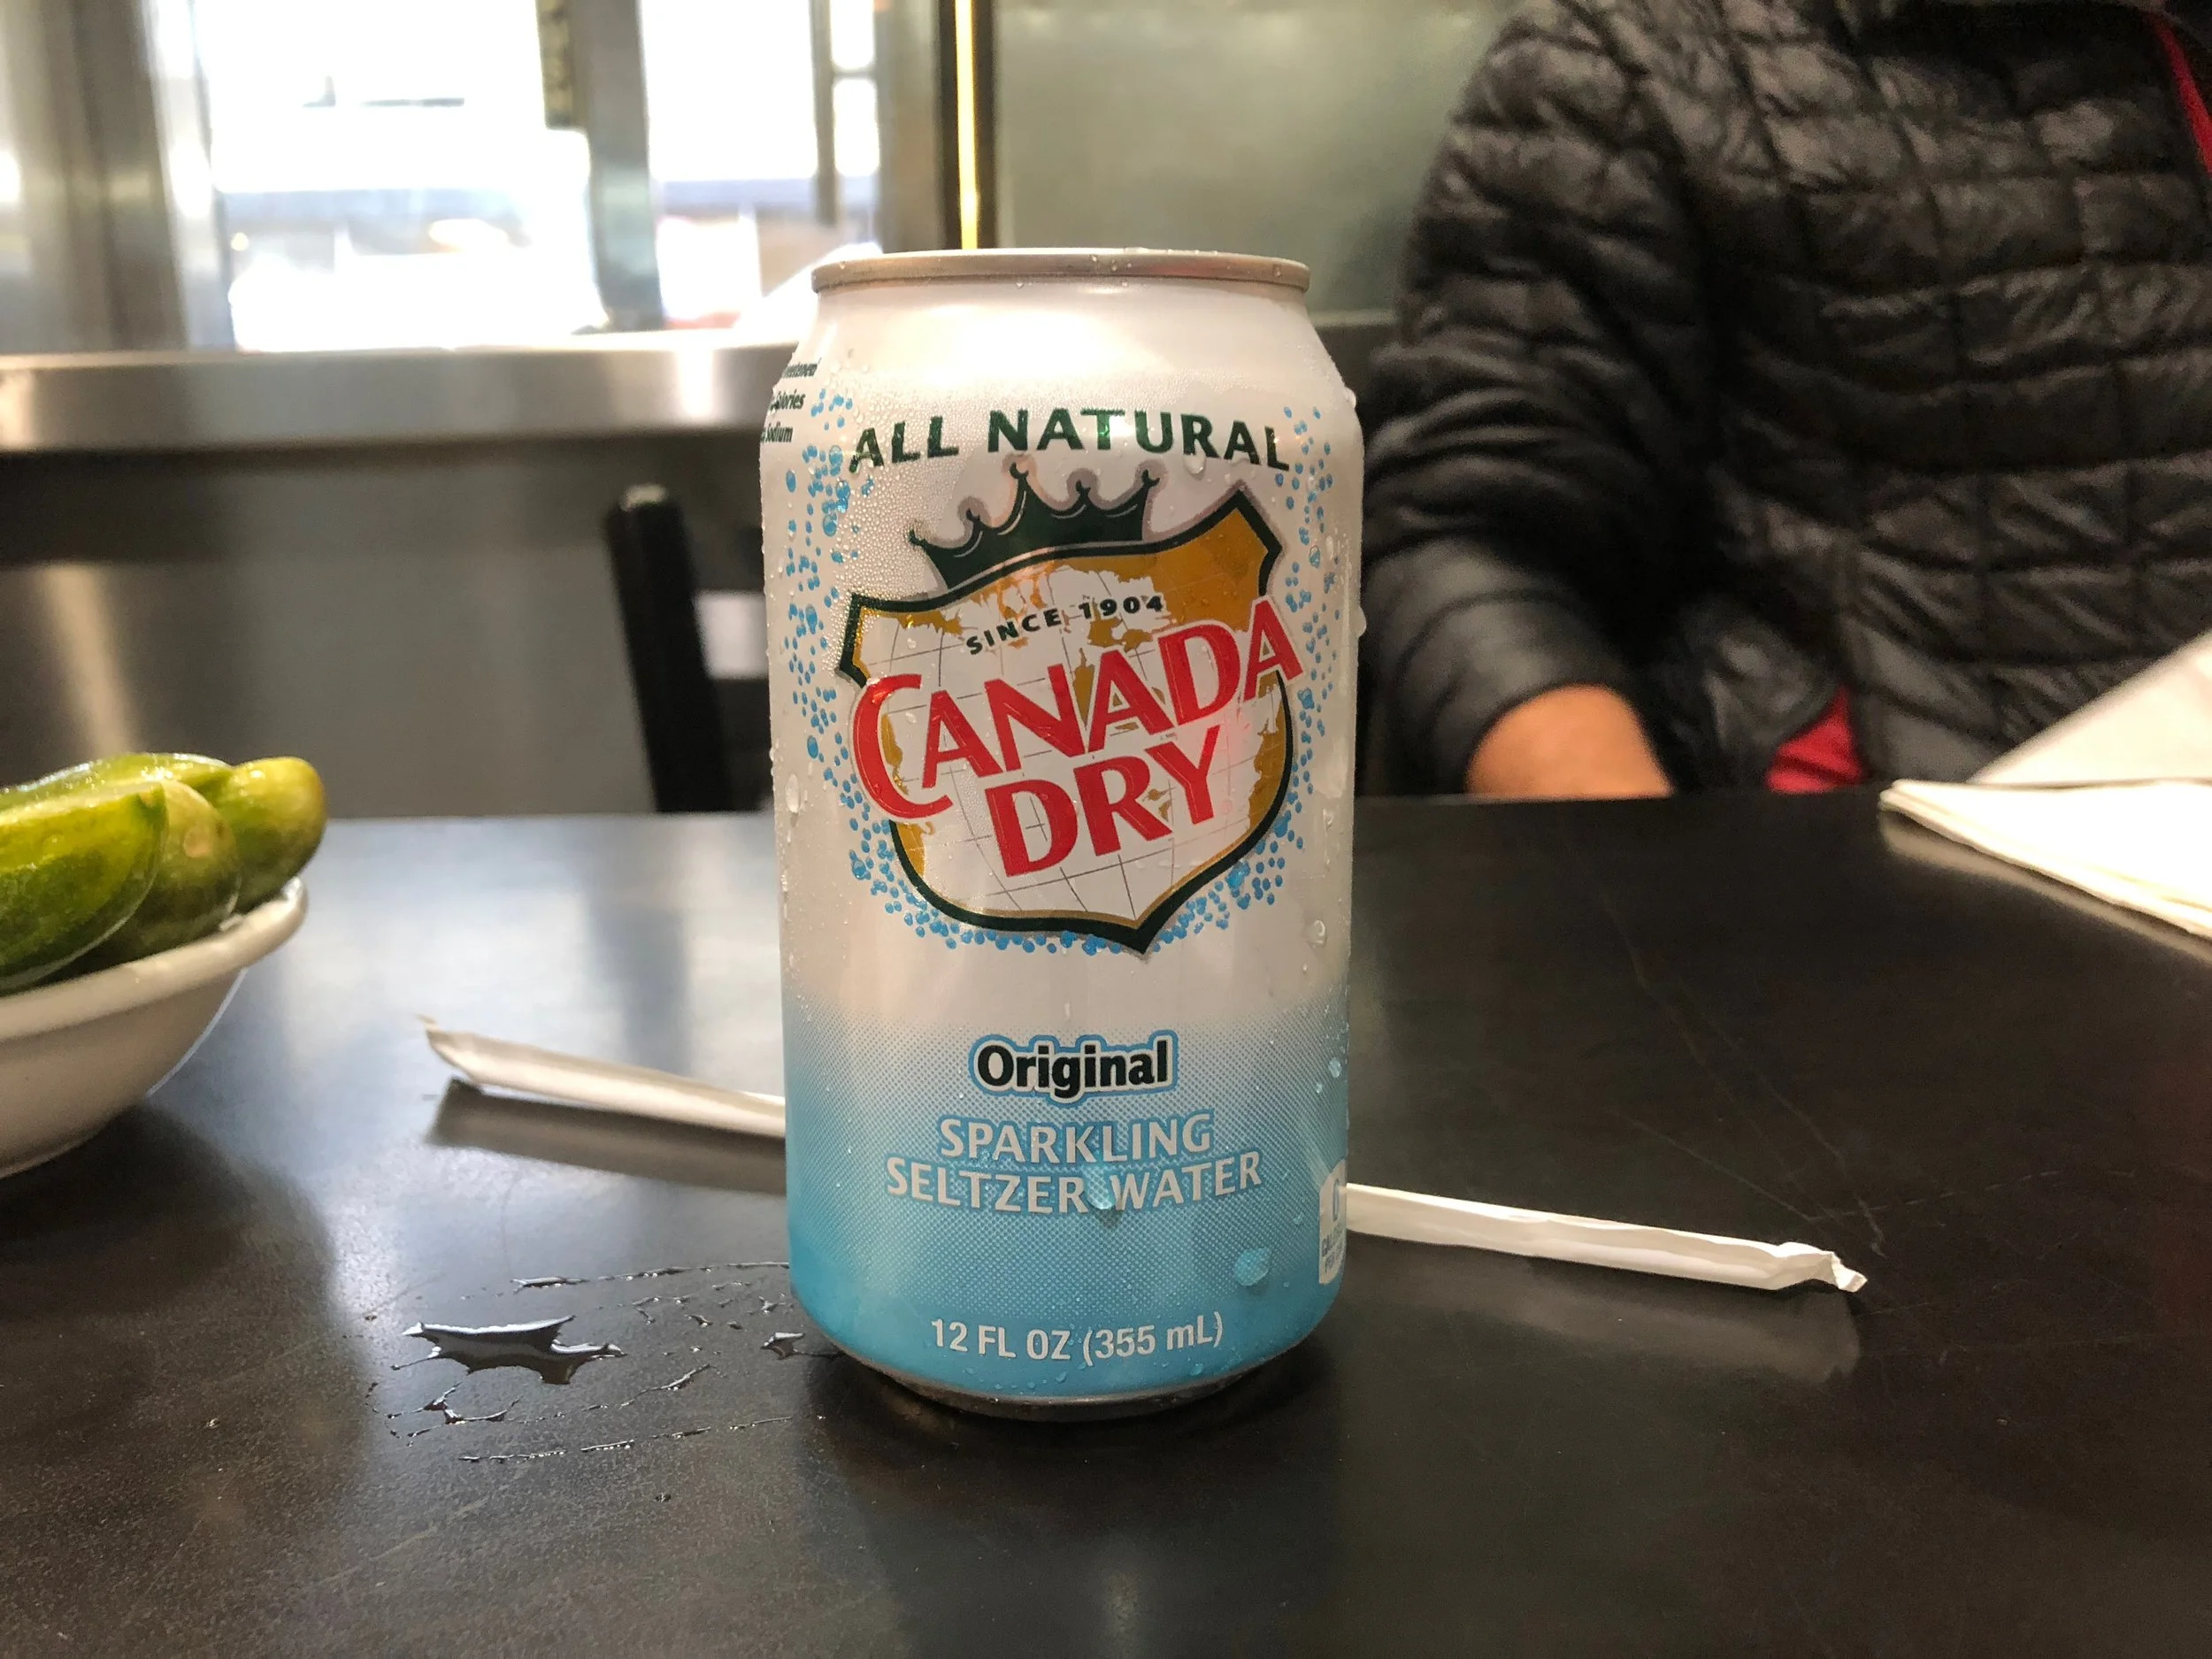 ALL NATURAL
SINCE 1904
CANADA
DRY
Original
SPARKLING
SELTZER WATER
12 FL OZ (355 mL)